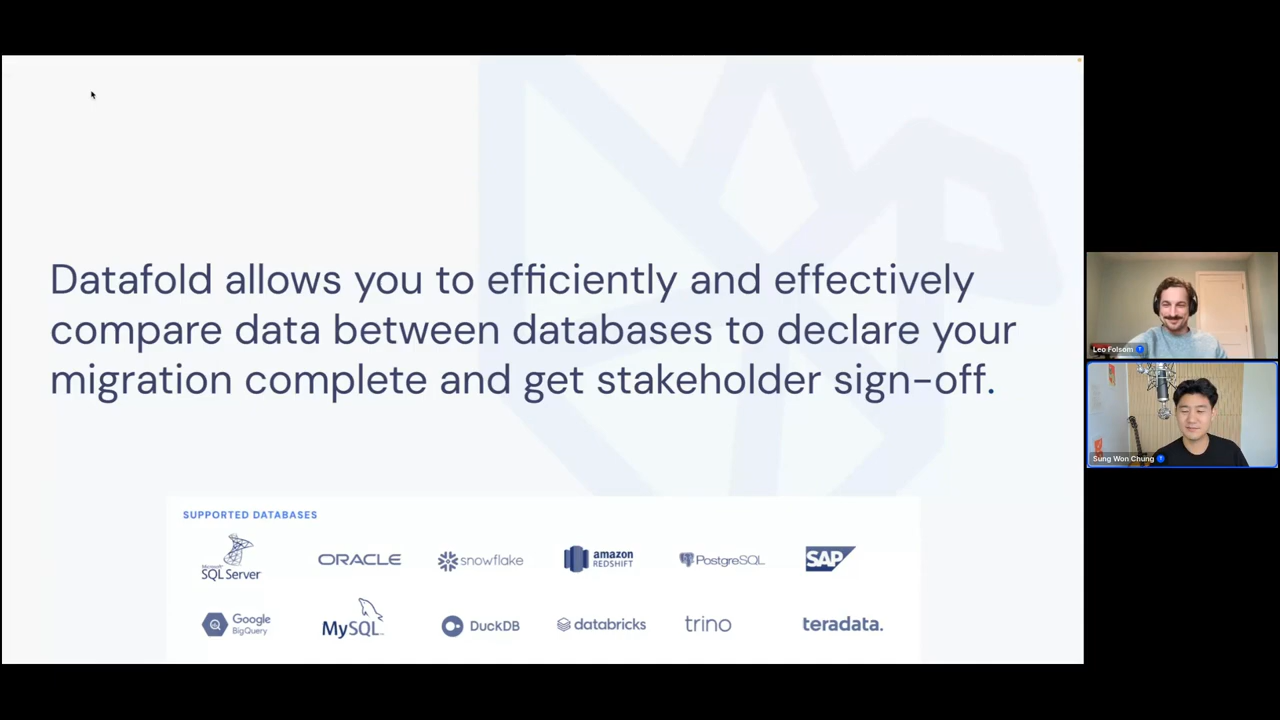 Datafold allows you to efficiently and effectively
compare data between databases to declare your
migration complete and get stakeholder sign-off.
SUPPORTED DATABASES
Microsoft
SQL Server
ORACLE
snowflake
amazon
REDSHIFT
PostgreSQL
SAP
Google
BigQuery
MySQL
DuckDB
databricks
trino
teradata.
Leo Folsom
Sung Won Chung